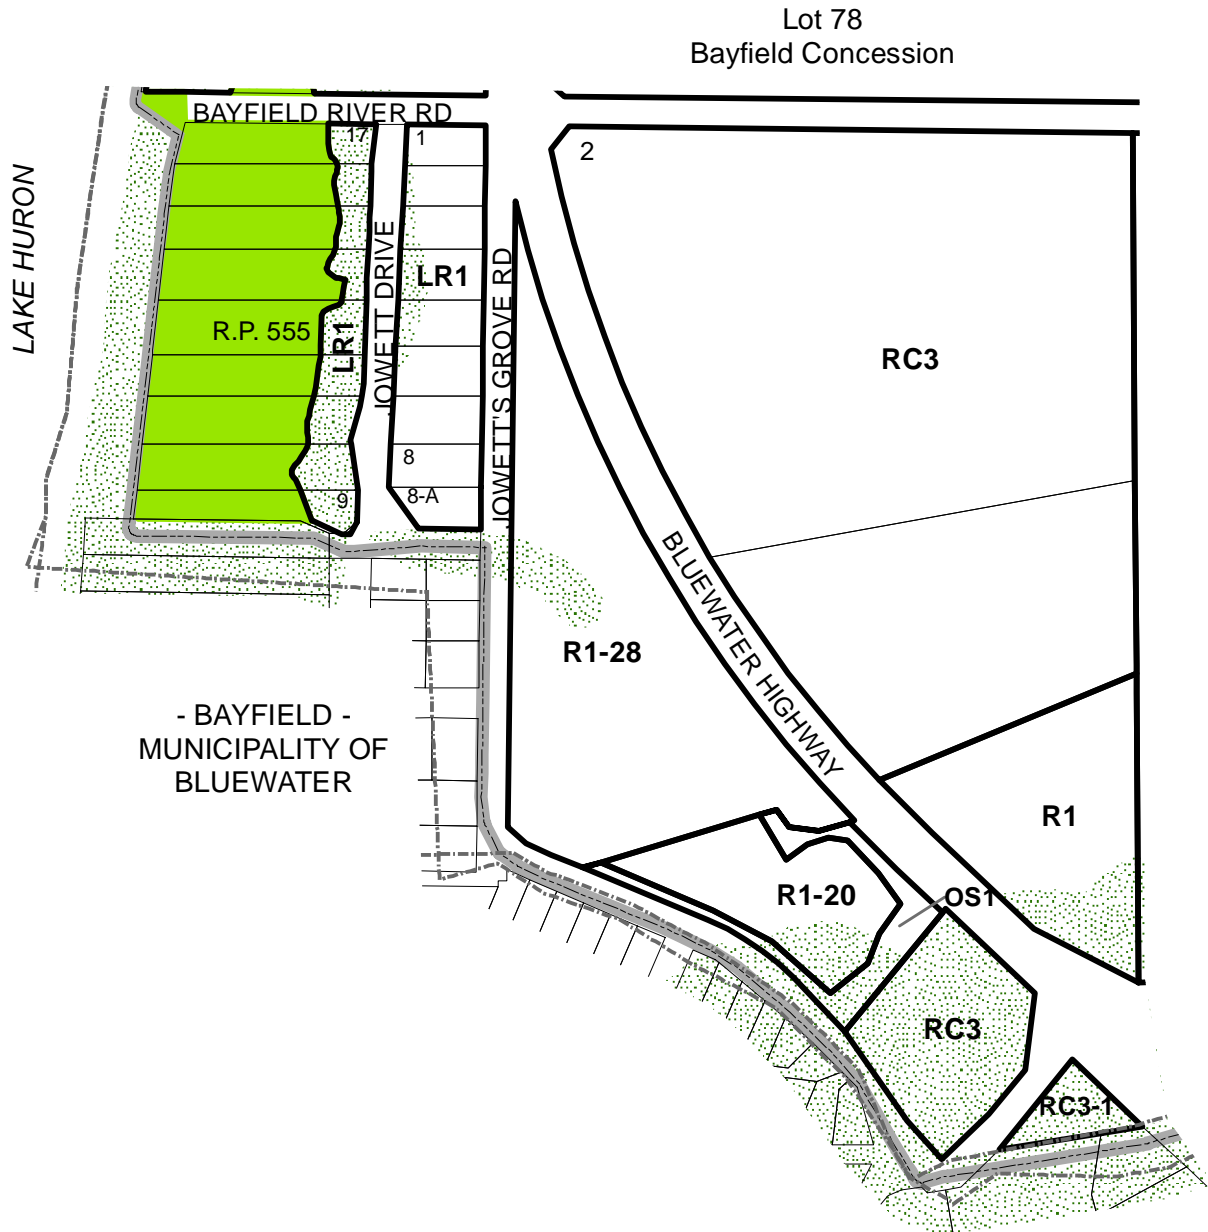 Lot 78
Bayfield Concession
BAYFIELD RIVER RD
17
1
2
LAKE HURON
JOWETT DRIVE
LR1
JOWETT'S GROVE RD
R.P. 555
LR1
RC3
8
8-A
9
BLUEWATER HIGHWAY
R1-28
- BAYFIELD -
MUNICIPALITY OF
BLUEWATER
R1
R1-20
OS1
RC3
RC3-1